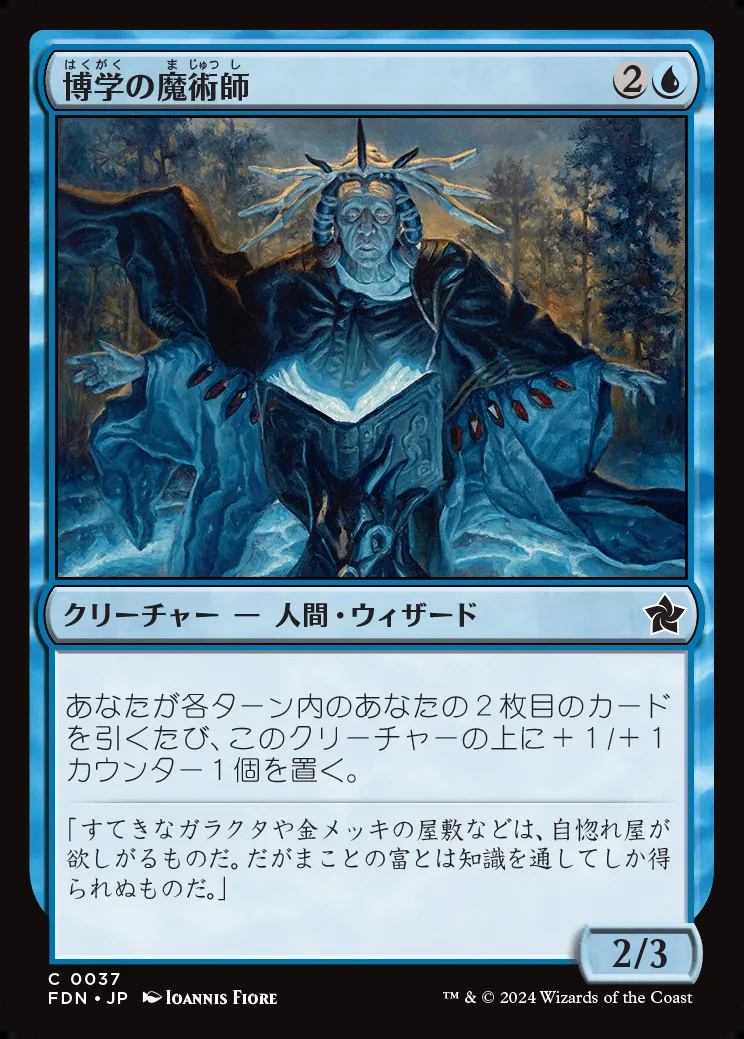 はくがく ま じゅつ し
博学の魔術師
2
クリーチャー ― 人間・ウィザード
あなたが各ターン内のあなたの２枚目のカード
を引くたび、このクリーチャーの上に＋１/＋１
カウンター１個を置く。
「すてきなガラクタや金メッキの屋敷などは、自惚れ屋が
欲しがるものだ。だがまことの富とは知識を通してしか得
られぬものだ。」
2/3
C 0037
FDN • JP Ioannis Fiore
™ & © 2024 Wizards of the Coast